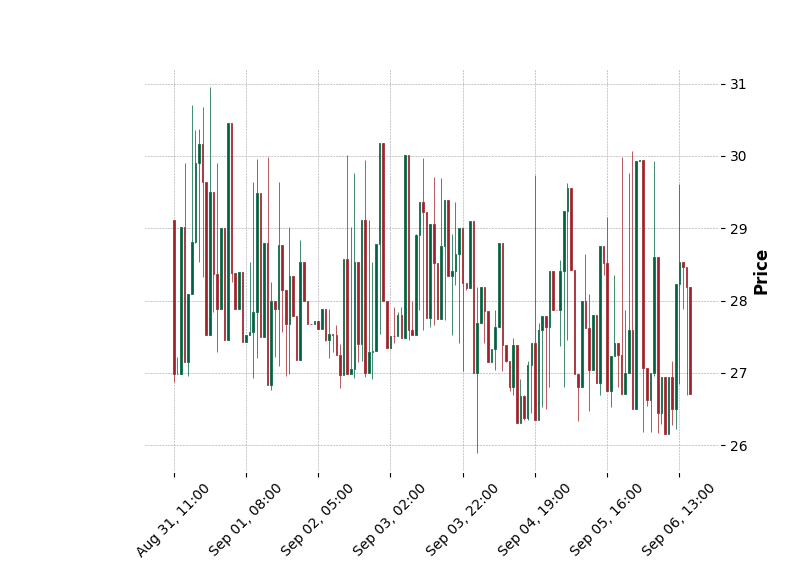 31
30
29
28
27
26
Price
Aug 31, 11:00
Sep 01, 08:00
Sep 02, 05:00
Sep 03, 02:00
Sep 03, 22:00
Sep 04, 19:00
Sep 05, 16:00
Sep 06, 13:00